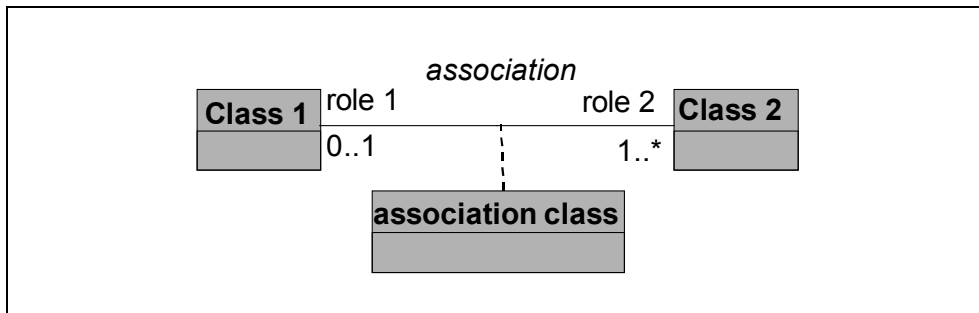 association
role 1
role 2
Class 1
Class 2
0..1
1..*
association class